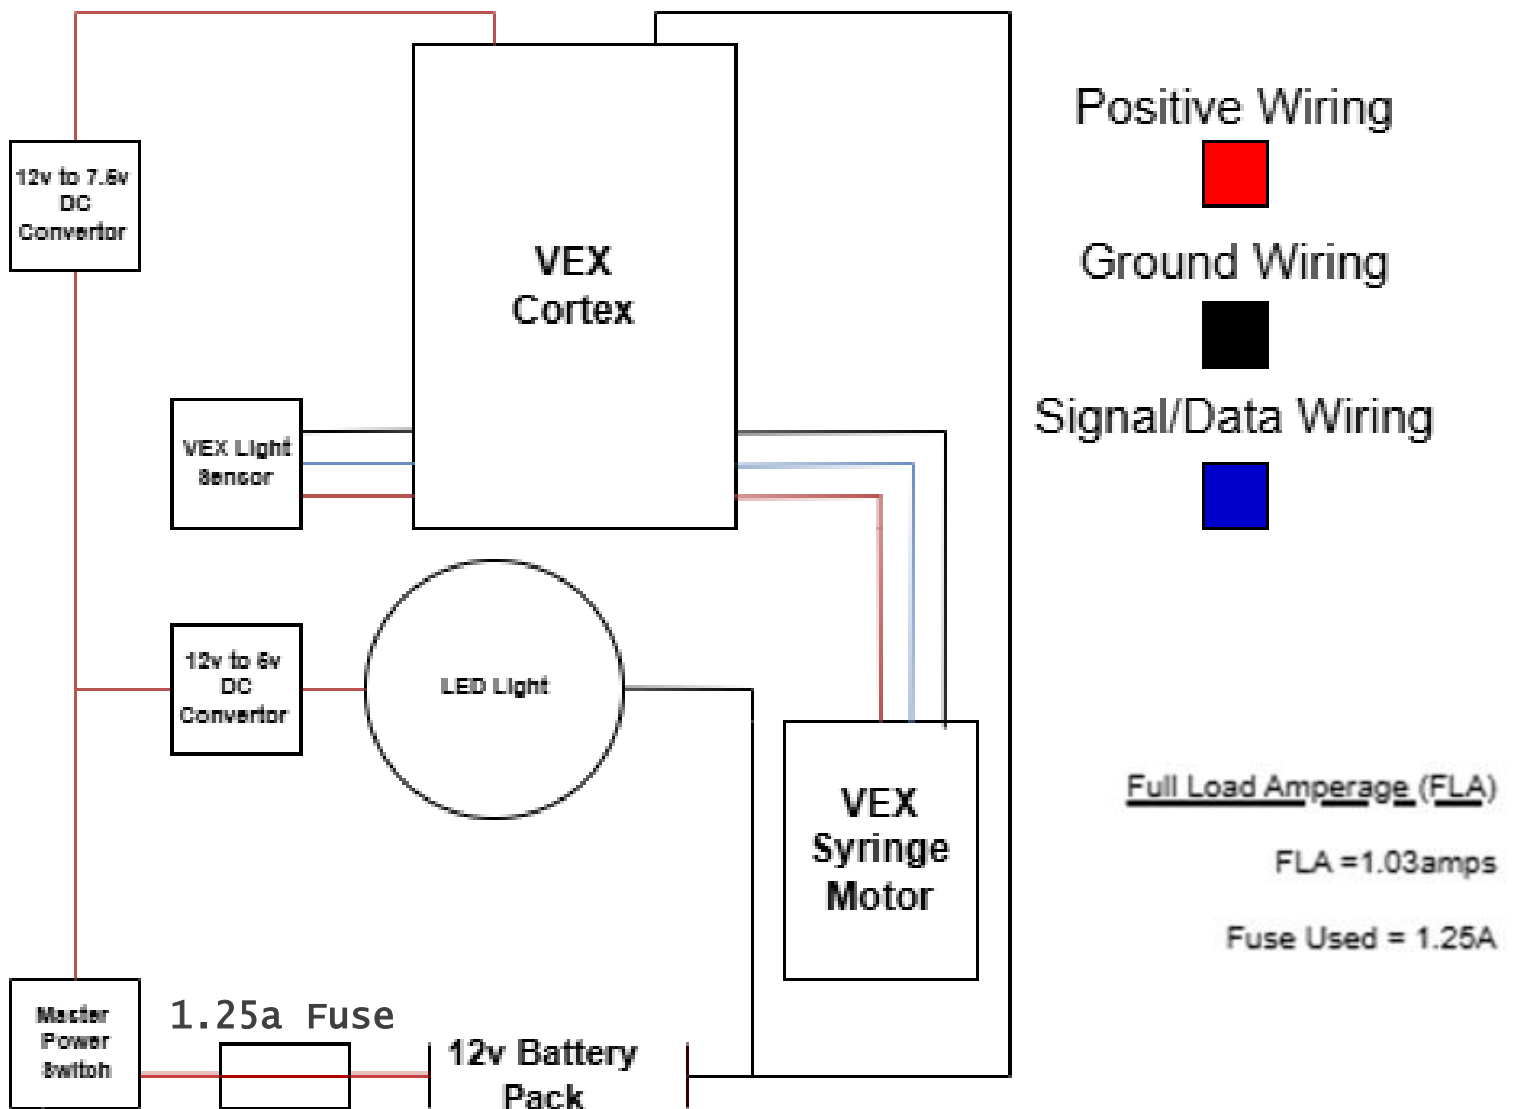 12v to 7.5v
DC
Convertor
VEX
Cortex
Positive Wiring
Ground Wiring
Signal/Data Wiring
VEX Light
Sensor
12v to 6v
DC
Convertor
LED Light
VEX
Syringe
Motor
Full Load Amperage (FLA)
FLA =1.03amps
Fuse Used = 1.25A
Master
Power
Switch
1.25a Fuse
12v Battery
Pack